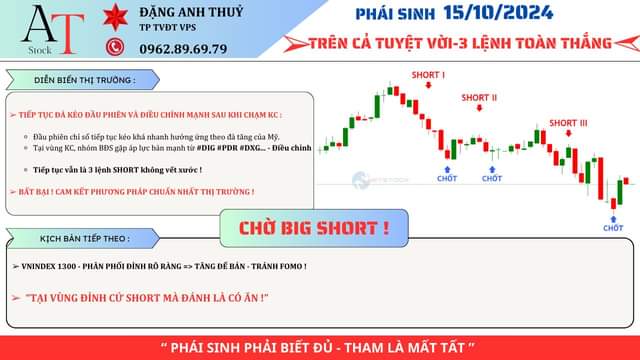 AT
Stock
ĐẶNG ANH THUỶ
TP TVĐT VPS
0962.89.69.79
PHÁI SINH 15/10/2024
TRÊN CẢ TUYỆT VỜI-3 LỆNH TOÀN THẮNG
DIỄN BIẾN THỊ TRƯỜNG :
TIẾP TỤC ĐÀ KÉO ĐẦU PHIÊN VÀ ĐIỀU CHỈNH MẠNH SAU KHI CHẠM KC :
Đầu phiên chỉ số tiếp tục kéo khá nhanh hưởng ứng theo đà tăng của Mỹ.
Tại vùng KC, nhóm BĐS gặp áp lực bán mạnh từ #DIG #PDR #DXG... - Điều chỉnh
Tiếp tục vẫn là 3 lệnh SHORT không vết xước !
BẤT BẠI ! CAM KẾT PHƯƠNG PHÁP CHUẨN NHẤT THỊ TRƯỜNG !
SHORT I
SHORT II
SHORT III
CHỐT
CHỐT
CHỐT
CHỜ BIG SHORT !
KỊCH BẢN TIẾP THEO :
VNINDEX 1300 - PHÂN PHỐI ĐỈNH RÕ RÀNG => TĂNG ĐỂ BÁN - TRÁNH FOMO !
“TẠI VÙNG ĐỈNH CỨ SHORT MÀ ĐÁNH LÀ CÓ ĂN !”
“ PHÁI SINH PHẢI BIẾT ĐỦ - THAM LÀ MẤT TẤT ”